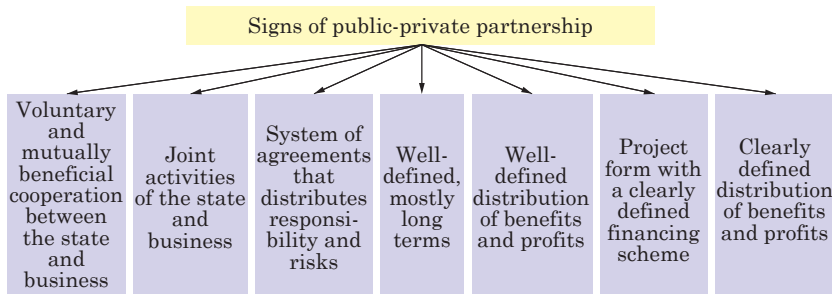 Signs of public-private partnership
Voluntary
and
mutually
beneficial
cooperation
between
the state
and
business
Joint
activities
of the state
and
business
System of
agreements
that
distributes
responsi-
bility and
risks
Well-
defined,
mostly
long
terms
Well-
defined
distribution
of benefits
and profits
Project
form with
a clearly
defined
financing
scheme
Clearly
defined
distribution
of benefits
and profits